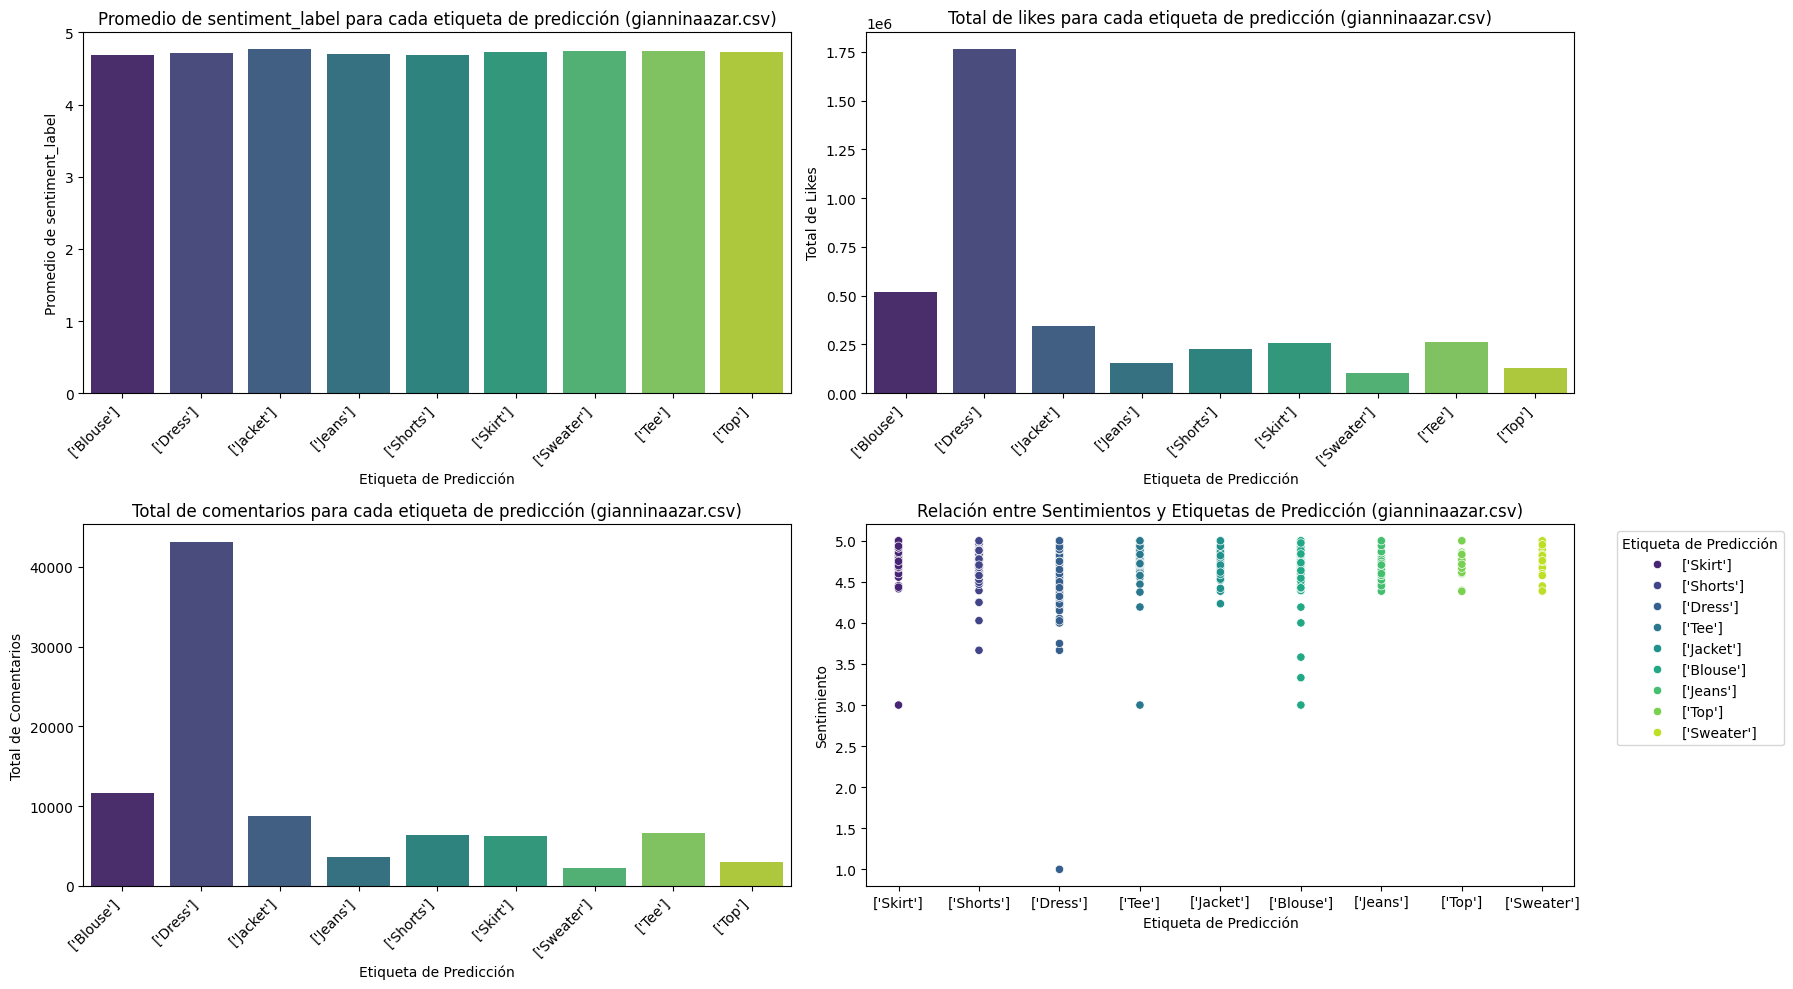 Promedio de sentiment_label para cada etiqueta de predicción (gianninaazar.csv)
Promedio de sentiment_label
5
4
3
2
1
0
['Blouse']
['Dress']
['Jacket']
['Jeans']
['Shorts']
['Skirt']
['Sweater']
['Tee']
['Top']
Etiqueta de Predicción
Total de likes para cada etiqueta de predicción (gianninaazar.csv)
1e6
Total de Likes
1.75
1.50
1.25
1.00
0.75
0.50
0.25
0.00
['Blouse']
['Dress']
['Jacket']
['Jeans']
['Shorts']
['Skirt']
['Sweater']
['Tee']
['Top']
Etiqueta de Predicción
Total de comentarios para cada etiqueta de predicción (gianninaazar.csv)
Total de Comentarios
40000
30000
20000
10000
0
['Blouse']
['Dress']
['Jacket']
['Jeans']
['Shorts']
['Skirt']
['Sweater']
['Tee']
['Top']
Etiqueta de Predicción
Relación entre Sentimientos y Etiquetas de Predicción (gianninaazar.csv)
Sentimiento
5.0
4.5
4.0
3.5
3.0
2.5
2.0
1.5
1.0
['Skirt']
['Shorts']
['Dress']
['Tee']
['Jacket']
['Blouse']
['Jeans']
['Top']
['Sweater']
Etiqueta de Predicción
Etiqueta de Predicción
['Skirt']
['Shorts']
['Dress']
['Tee']
['Jacket']
['Blouse']
['Jeans']
['Top']
['Sweater']